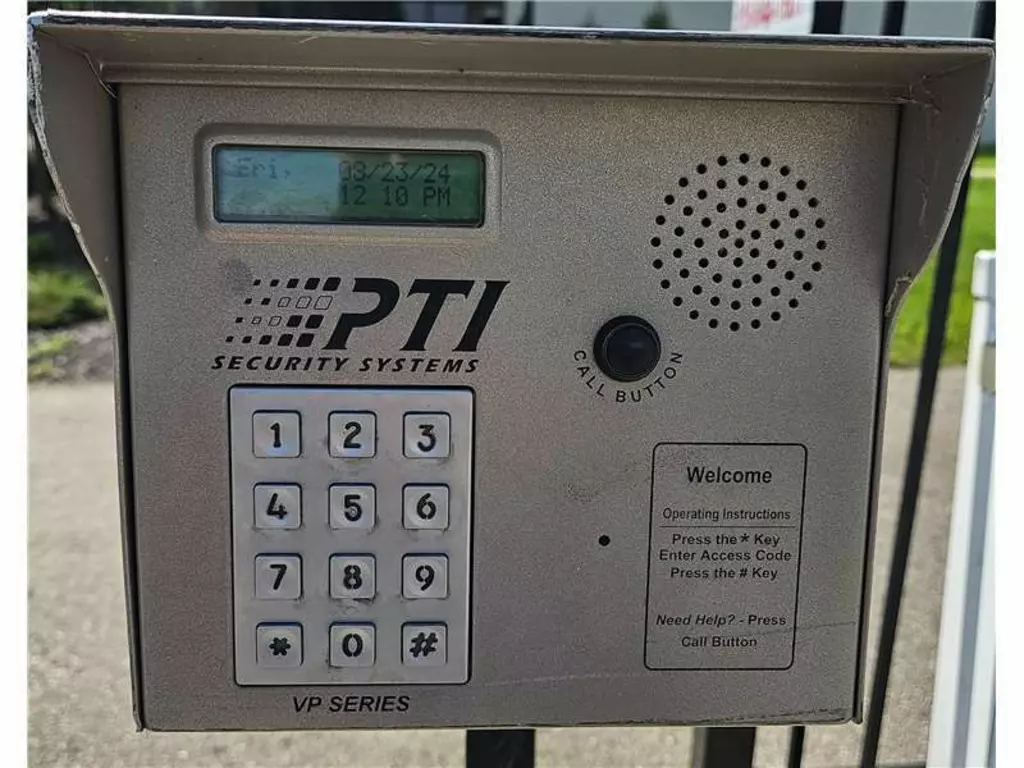 Fri, 08/23/24
12 10 PM
PTI
SECURITY SYSTEMS
CALL BUTTON
1 2 3
4 5 6
7 8 9
* 0 #
VP SERIES
Welcome
Operating Instructions
Press the * Key
Enter Access Code
Press the # Key
Need Help? - Press
Call Button